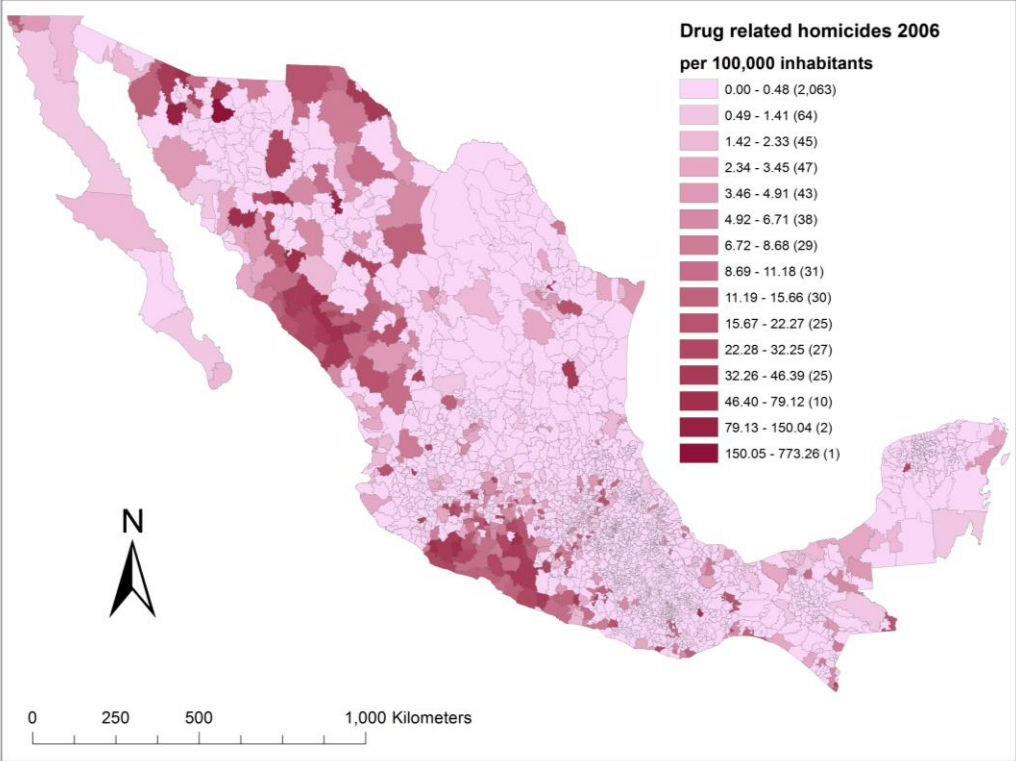 Drug related homicides 2006
per 100,000 inhabitants
0.00 - 0.48 (2,063)
0.49 - 1.41 (64)
1.42 - 2.33 (45)
2.34 - 3.45 (47)
3.46 - 4.91 (43)
4.92 - 6.71 (38)
6.72 - 8.68 (29)
8.69 - 11.18 (31)
11.19 - 15.66 (30)
15.67 - 22.27 (25)
22.28 - 32.25 (27)
32.26 - 46.39 (25)
46.40 - 79.12 (10)
79.13 - 150.04 (2)
150.05 - 773.26 (1)
N
0 250 500 1,000 Kilometers